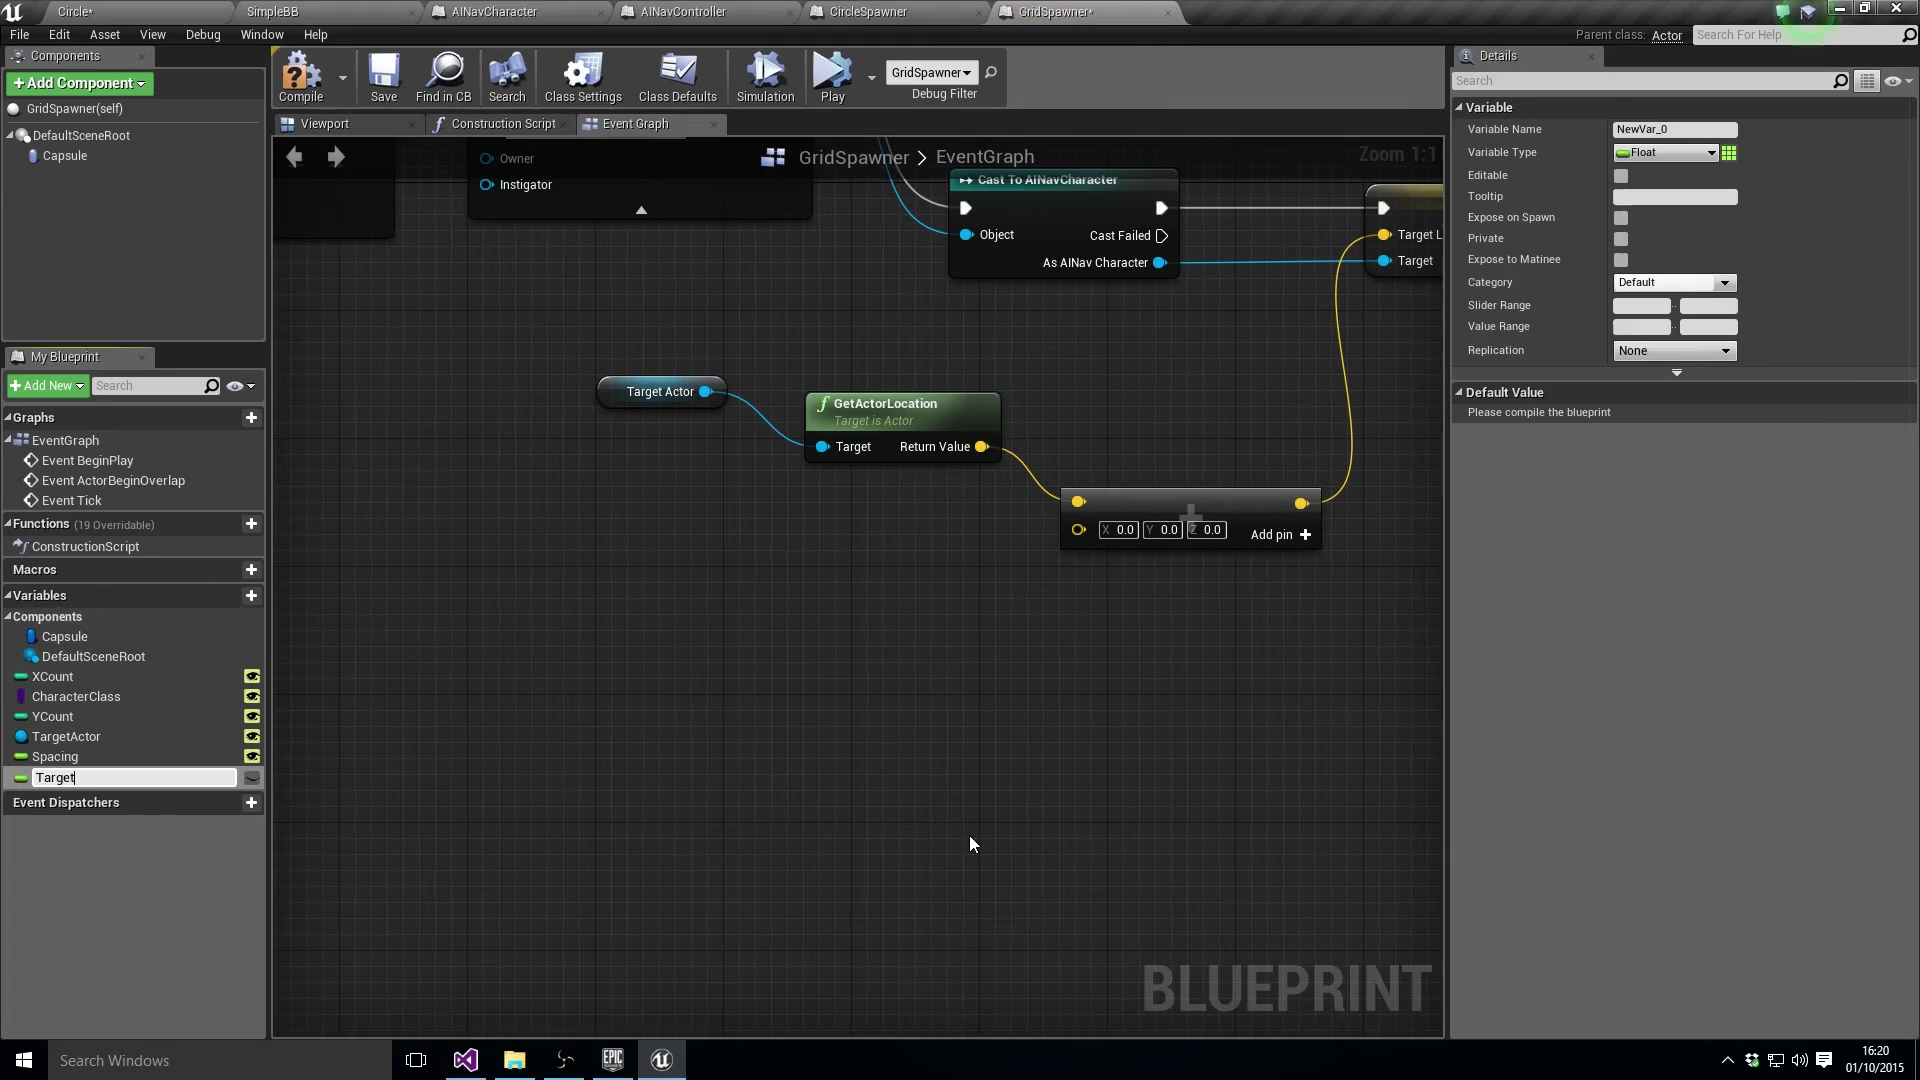 Circle*
SimpleBB
AINavCharacter
AINavController
CircleSpawner
GridSpawner*
File Edit Asset View Debug Window Help
Parent class: Actor
Search For Help
Components
+Add Component
GridSpawner(self)
DefaultSceneRoot
Capsule
Compile
Save
Find in CB
Search
Class Settings
Class Defaults
Simulation
Play
GridSpawner
Debug Filter
Viewport
Construction Script
Event Graph
GridSpawner > EventGraph
Zoom 1:1
Owner
Instigator
Cast To AINavCharacter
Object
Cast Failed
As AINav Character
Target L
Target
Target Actor
GetActorLocation
Target is Actor
Target
Return Value
X 0.0 Y 0.0 Z 0.0
Add pin +
BLUEPRINT
My Blueprint
+Add New
Search
Graphs
EventGraph
Event BeginPlay
Event ActorBeginOverlap
Event Tick
Functions (19 Overridable)
ConstructionScript
Macros
Variables
Components
Capsule
DefaultSceneRoot
XCount
CharacterClass
YCount
TargetActor
Spacing
Target
Event Dispatchers
Details
Search
Variable
Variable Name NewVar_0
Variable Type Float
Editable
Tooltip
Expose on Spawn
Private
Expose to Matinee
Category Default
Slider Range
Value Range
Replication None
Default Value
Please compile the blueprint
Search Windows
EPIC GAMES
16:20
01/10/2015